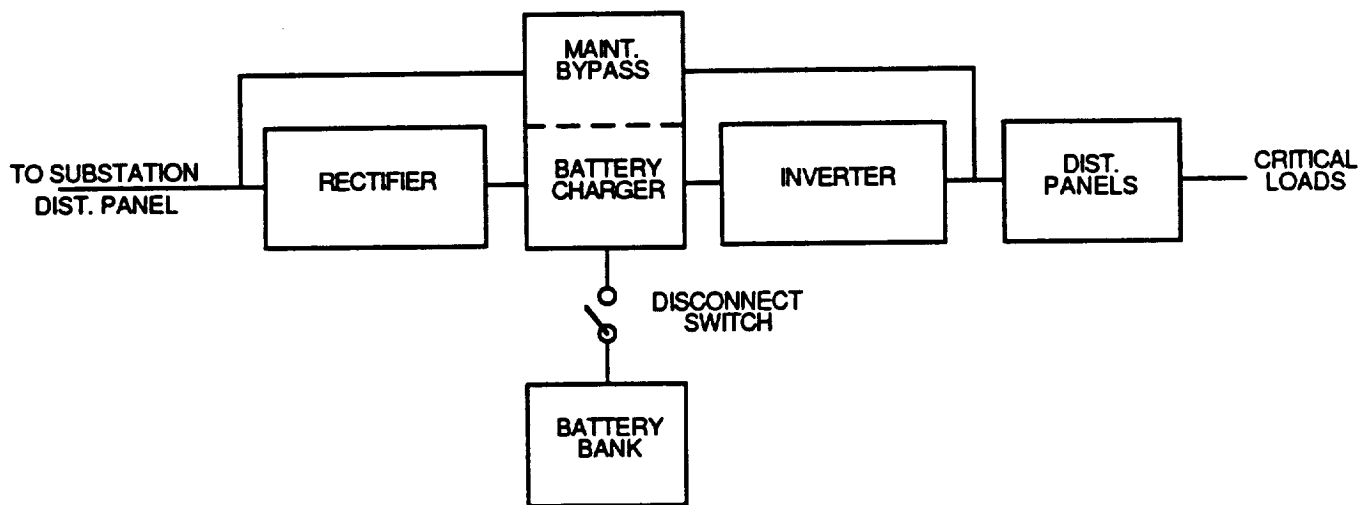 MAINT.
BYPASS
TO SUBSTATION
DIST. PANEL
RECTIFIER
BATTERY
CHARGER
INVERTER
DIST.
PANELS
CRITICAL
LOADS
DISCONNECT
SWITCH
BATTERY
BANK